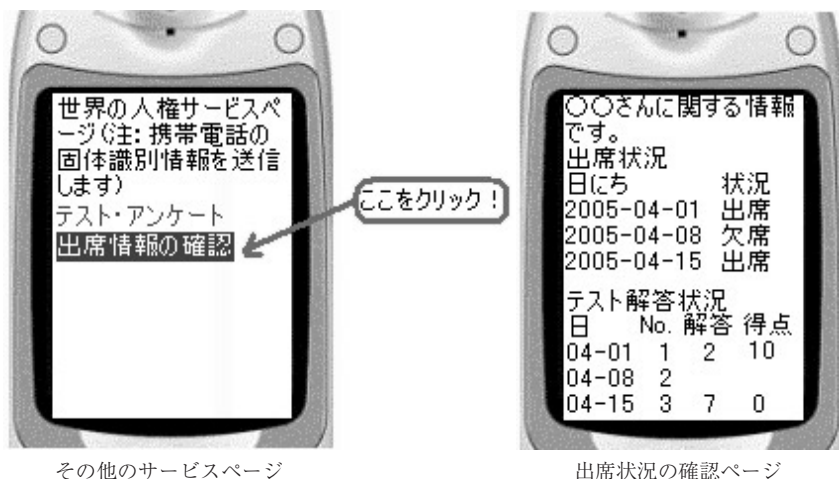 世界の人権サービスペ
ージ(注: 携帯電話の
固体識別情報を送信
します)
テスト・アンケート
出席情報の確認
ここをクリック!
その他のサービスページ
〇〇さんに関する情報
です。
出席状況
日にち 状況
2005-04-01 出席
2005-04-08 欠席
2005-04-15 出席
テスト解答状況
日 No. 解答 得点
04-01 1 2 10
04-08 2
04-15 3 7 0
出席状況の確認ページ